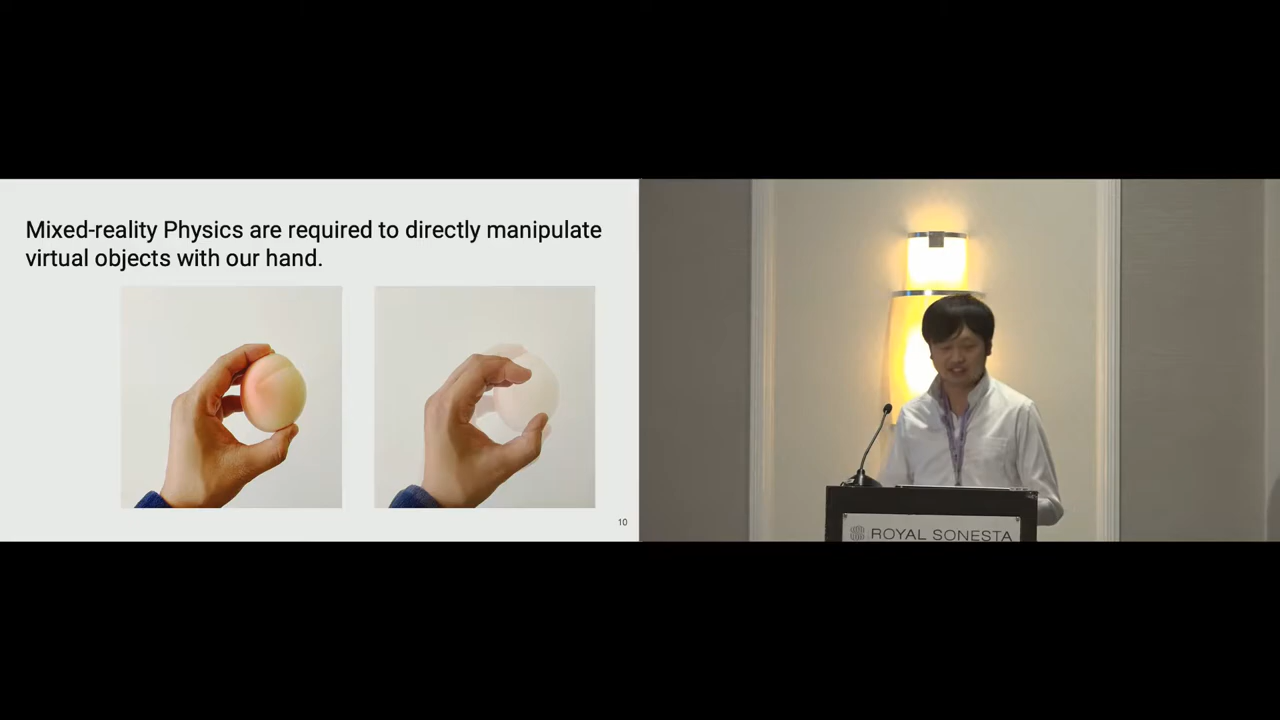 Mixed-reality Physics are required to directly manipulate
virtual objects with our hand.
10
ROYAL SONESTA